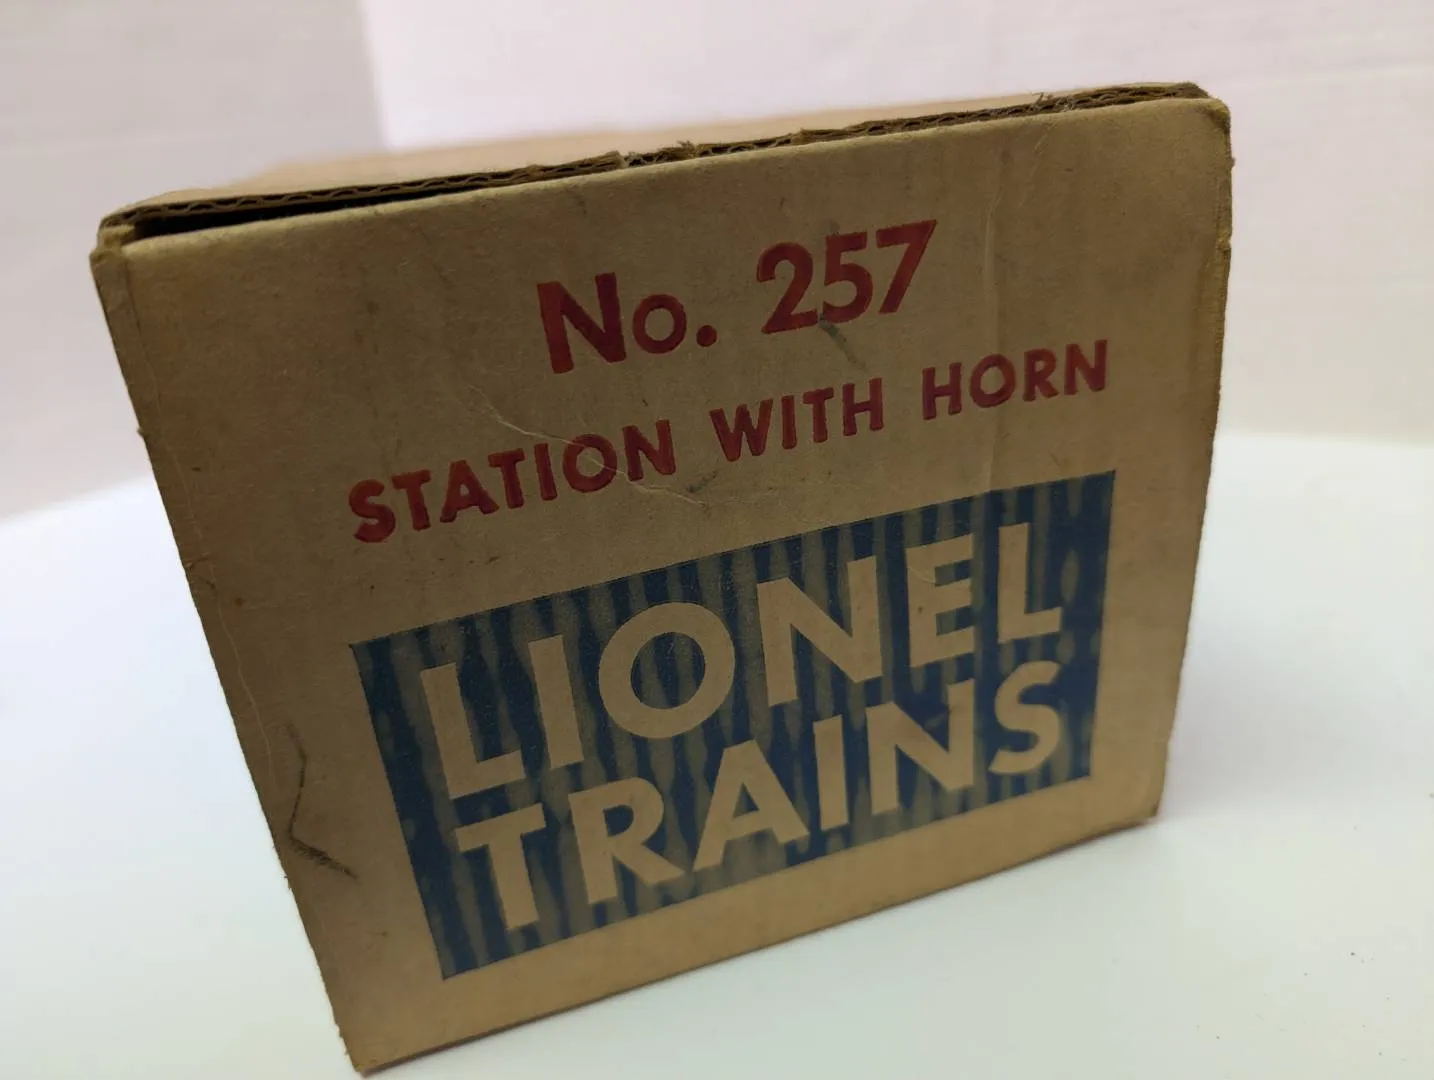 No. 257
STATION WITH HORN
LIONEL
TRAINS